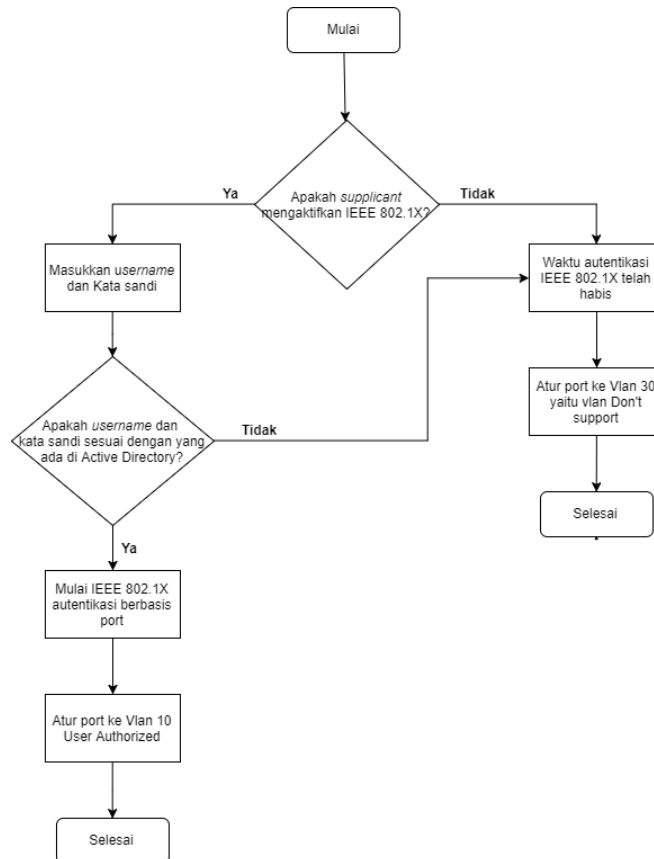 Mulai
Apakah supplicant
mengaktifkan IEEE 802.1X?
Ya
Tidak
Masukkan username
dan Kata sandi
Waktu autentikasi
IEEE 802.1X telah
habis
Apakah username dan
kata sandi sesuai dengan yang
ada di Active Directory?
Tidak
Atur port ke Vlan 30
yaitu vlan Don't
support
Selesai
Ya
Mulai IEEE 802.1X
autentikasi berbasis
port
Atur port ke Vlan 10
User Authorized
Selesai